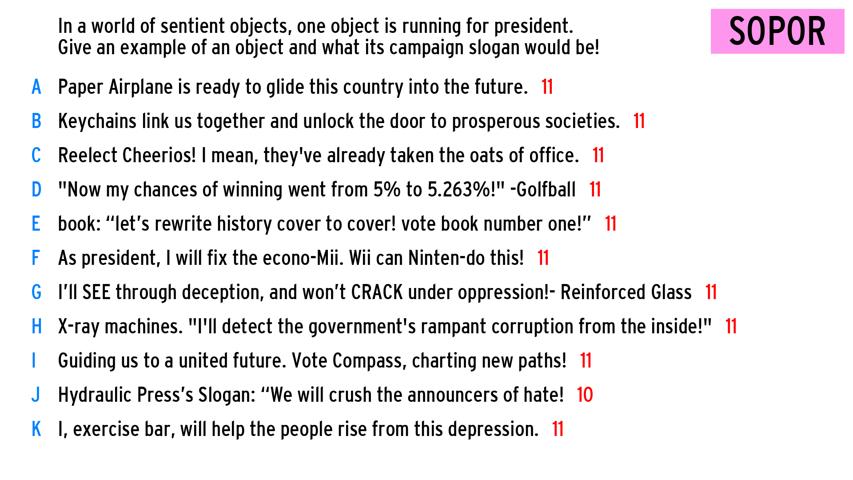 In a world of sentient objects, one object is running for president.
Give an example of an object and what its campaign slogan would be!
SOPOR
A Paper Airplane is ready to glide this country into the future. 11
B Keychains link us together and unlock the door to prosperous societies. 11
C Reelect Cheerios! I mean, they've already taken the oats of office. 11
D "Now my chances of winning went from 5% to 5.263%!" -Golfball 11
E book: “let’s rewrite history cover to cover! vote book number one!” 11
F As president, I will fix the econo-Mii. Wii can Ninten-do this! 11
G I’ll SEE through deception, and won’t CRACK under oppression!- Reinforced Glass 11
H X-ray machines. "I'll detect the government's rampant corruption from the inside!" 11
I Guiding us to a united future. Vote Compass, charting new paths! 11
J Hydraulic Press’s Slogan: “We will crush the announcers of hate! 10
K I, exercise bar, will help the people rise from this depression. 11